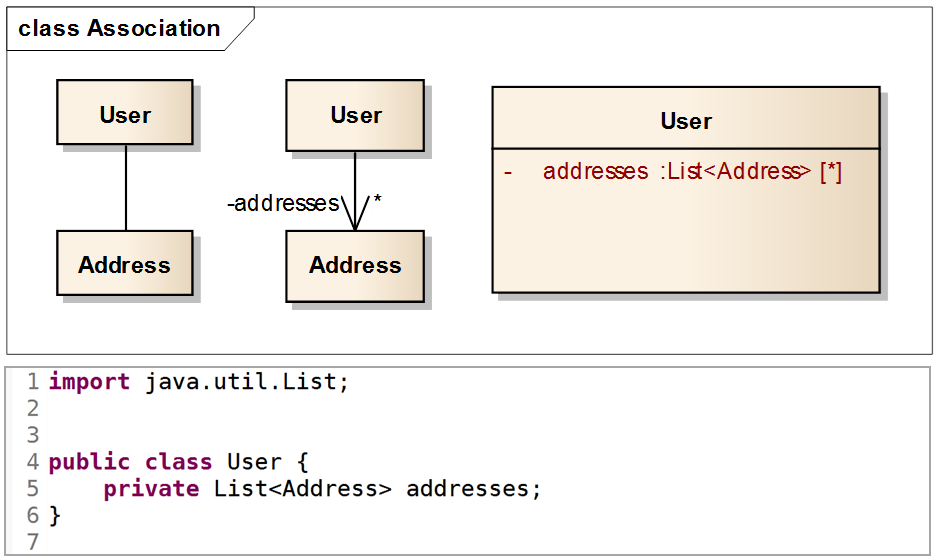 class Association
User
Address
User
-addresses *
Address
User
- addresses :List<Address> [*]
1 import java.util.List;
2
3
4 public class User {
5 private List<Address> addresses;
6 }
7